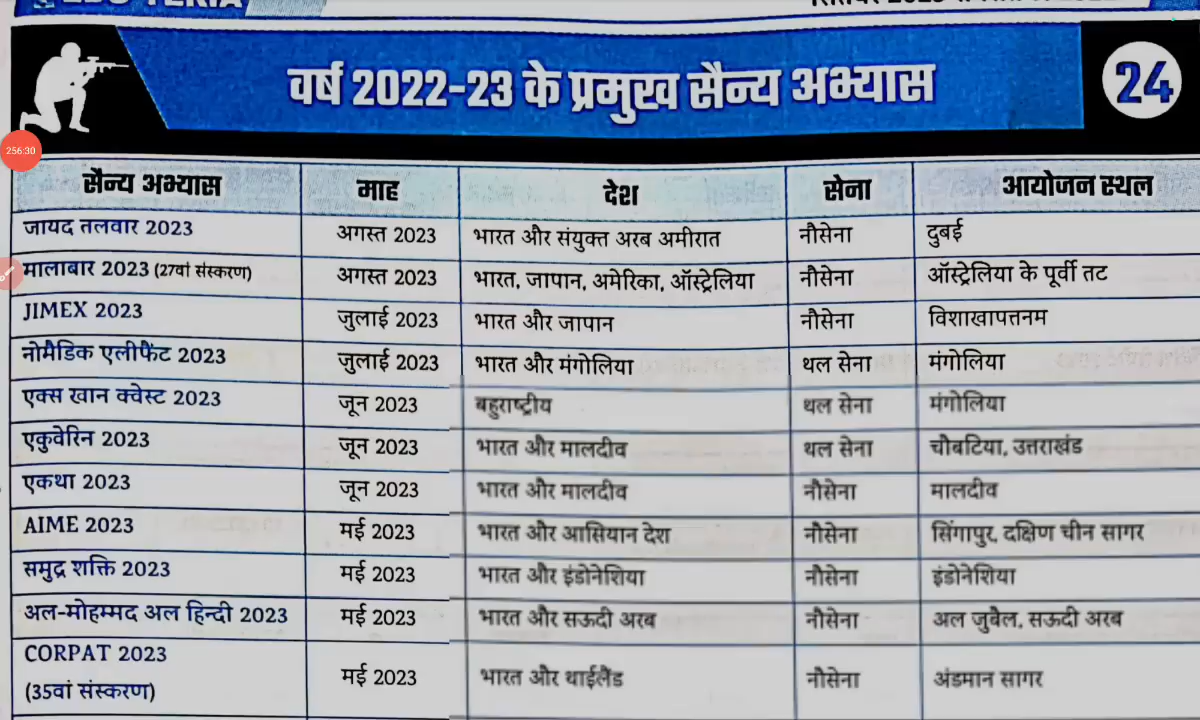 वर्ष 2022-23 के प्रमुख सैन्य अभ्यास 24
256:30
सैन्य अभ्यास माह देश सेना आयोजन स्थल
जायद तलवार 2023 अगस्त 2023 भारत और संयुक्त अरब अमीरात नौसेना दुबई
मालाबार 2023 (27वां संस्करण) अगस्त 2023 भारत, जापान, अमेरिका, ऑस्ट्रेलिया नौसेना ऑस्ट्रेलिया के पूर्वी तट
JIMEX 2023 जुलाई 2023 भारत और जापान नौसेना विशाखापत्तनम
नोमैडिक एलीफैंट 2023 जुलाई 2023 भारत और मंगोलिया थल सेना मंगोलिया
एक्स खान क्वेस्ट 2023 जून 2023 बहुराष्ट्रीय थल सेना मंगोलिया
एकुवेरिन 2023 जून 2023 भारत और मालदीव थल सेना चौबटिया, उत्तराखंड
एकथा 2023 जून 2023 भारत और मालदीव नौसेना मालदीव
AIME 2023 मई 2023 भारत और आसियान देश नौसेना सिंगापुर, दक्षिण चीन सागर
समुद्र शक्ति 2023 मई 2023 भारत और इंडोनेशिया नौसेना इंडोनेशिया
अल-मोहम्मद अल हिन्दी 2023 मई 2023 भारत और सऊदी अरब नौसेना अल जुबैल, सऊदी अरब
CORPAT 2023
(35वां संस्करण) मई 2023 भारत और थाईलैंड नौसेना अंडमान सागर